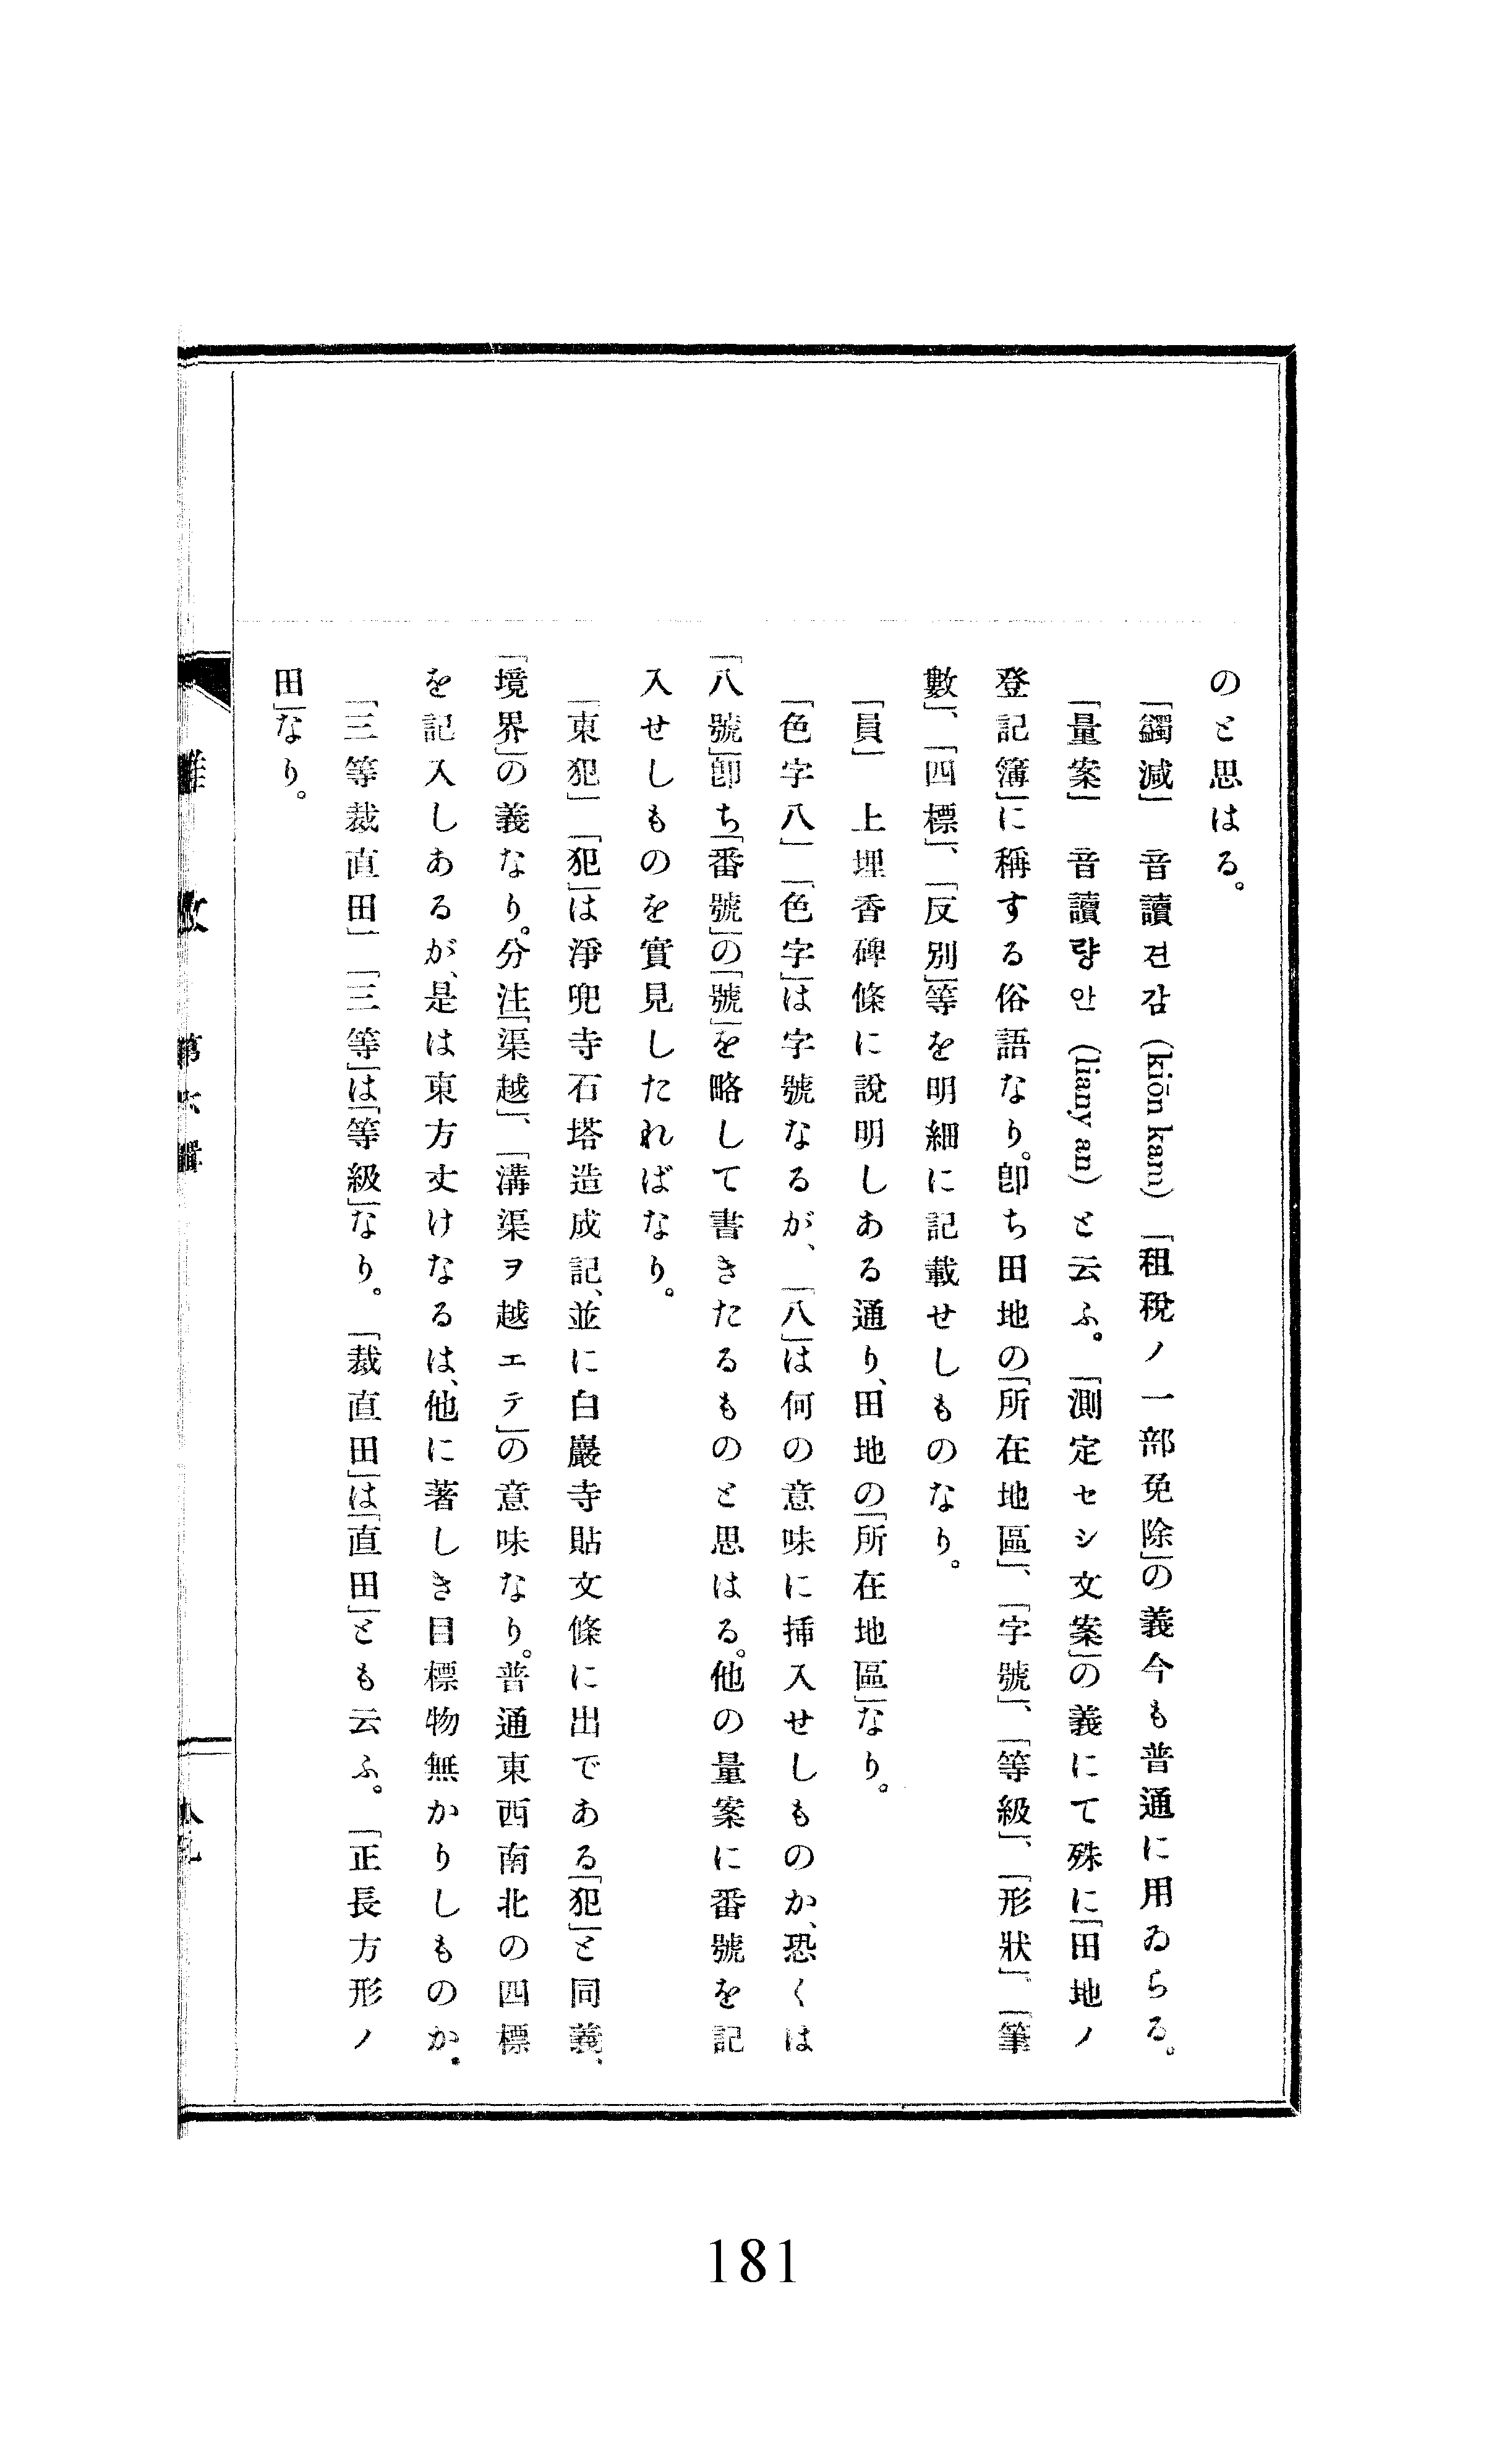 のと思はる。
「蠲減」 音讀젼감 (kiōn kam) 「租稅ノ一部免除」の義今も普通に用ゐらる。
「量案」 音讀량안 (liany an) と云ふ。「測定セシ文案」の義にて殊に「田地ノ
登記簿」に稱する俗語なり。卽ち田地の「所在地區」、「字號」、「等級」、「形狀」、「筆
數」、「四標」、「反別」等を明細に記載せしものなり。
「員」 上埋香碑條に說明しある通り、田地の「所在地區」なり。
「色字八」「色字」は字號なるが、「八」は何の意味に揷入せしものか、恐くは
「八號」卽ち「番號」の「號」を略して書きたるものと思はる。他の量案に番號を記
入せしものを實見したればなり。
「東犯」「犯」は淨兜寺石塔造成記、並に白巖寺貼文條に出である「犯」と同義、
「境界」の義なり。分注「渠越」、「溝渠ヲ越エテ」の意味なり。普通東西南北の四標
を記入しあるが、是は東方丈けなるは、他に著しき目標物無かりしものか.
「三等裁直田」「三等」は「等級」なり。「裁直田」は「直田」とも云ふ。「正長方形ノ
田」なり。
雜攷 第六輯
八九
181